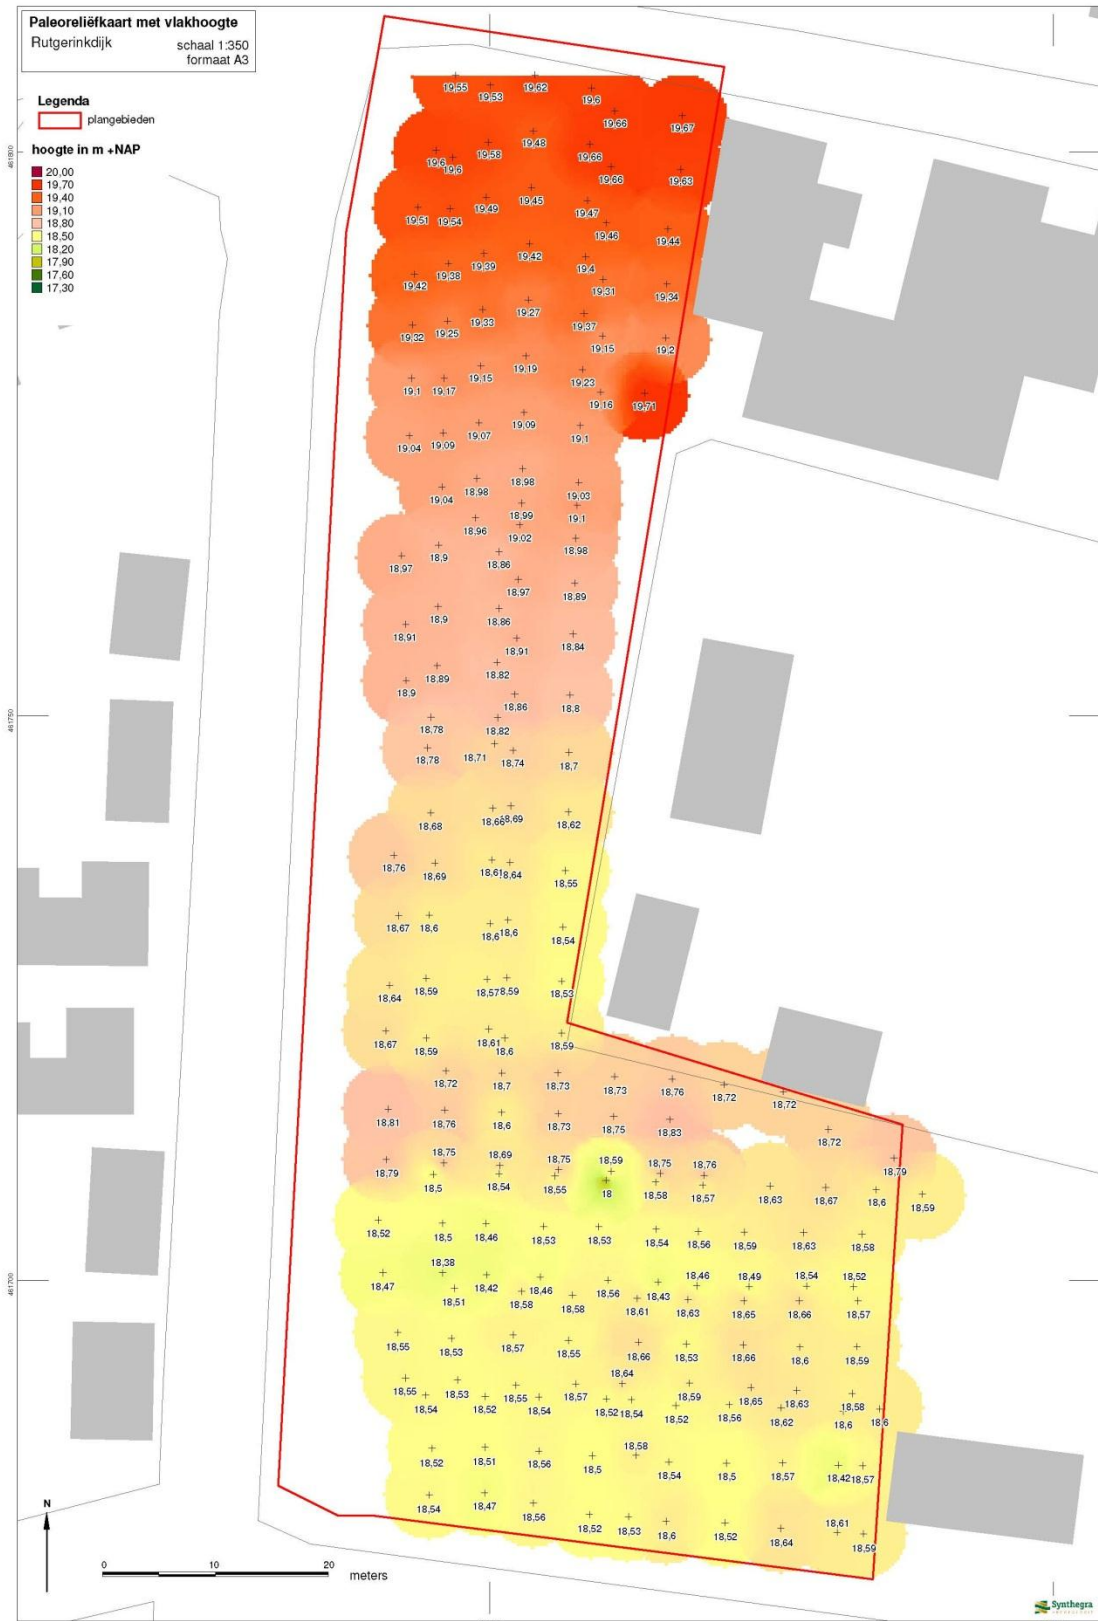 Paleoreliëfkaart met vlakhoogte
Rutgerinkdijk
schaal 1:350
formaat A3
Legenda
plangebieden
hoogte in m +NAP
20,00
19,70
19,40
19,10
18,80
18,50
18,20
17,90
17,60
17,30
461800
461750
461700
19,55 19,53 19,62 19,6
19,66 19,67
19,6 19,6 19,58 19,48 19,66 19,66 19,63
19,51 19,54 19,49 19,45 19,47 19,46 19,44
19,42 19,38 19,39 19,42 19,4 19,31 19,34
19,32 19,25 19,33 19,27 19,37 19,15 19,2
19,1 19,17 19,15 19,19 19,23 19,16 19,71
19,04 19,09 19,07 19,09 19,1
19,04 18,98 18,98 19,03
18,96 18,99 19,1
19,02
18,97 18,9 18,86 18,98
18,97 18,89
18,91 18,9 18,86 18,84
18,91
18,9 18,89 18,82
18,86 18,8
18,78 18,82
18,78 18,71 18,74 18,7
18,68 18,66 18,69 18,62
18,76 18,69 18,61 18,64 18,55
18,67 18,6 18,6 18,6 18,54
18,64 18,59 18,57 18,59 18,53
18,67 18,59 18,61 18,6 18,59
18,72 18,7 18,73 18,73 18,76 18,72 18,72
18,81 18,76 18,6 18,73 18,75 18,83 18,72
18,75 18,69 18,75 18,59 18,75 18,76
18,79 18,5 18,54 18,55 18 18,58 18,57 18,63 18,67 18,6 18,79 18,59
18,52 18,5 18,46 18,53 18,53 18,54 18,56 18,59 18,63 18,58
18,38 18,46 18,49 18,54 18,52
18,47 18,51 18,42 18,58 18,46 18,58 18,56 18,61 18,43 18,63 18,65 18,66 18,57
18,55 18,53 18,57 18,55 18,66 18,53 18,66 18,6 18,59
18,64
18,55 18,54 18,53 18,52 18,55 18,54 18,57 18,52 18,54 18,59 18,52 18,56 18,65 18,62 18,63 18,58 18,6 18,6
18,58
18,52 18,51 18,56 18,5 18,54 18,5 18,57 18,42 18,57
18,54 18,47 18,56 18,52 18,53 18,6 18,52 18,64 18,61 18,59
N
0 10 20
meters
Synthegra